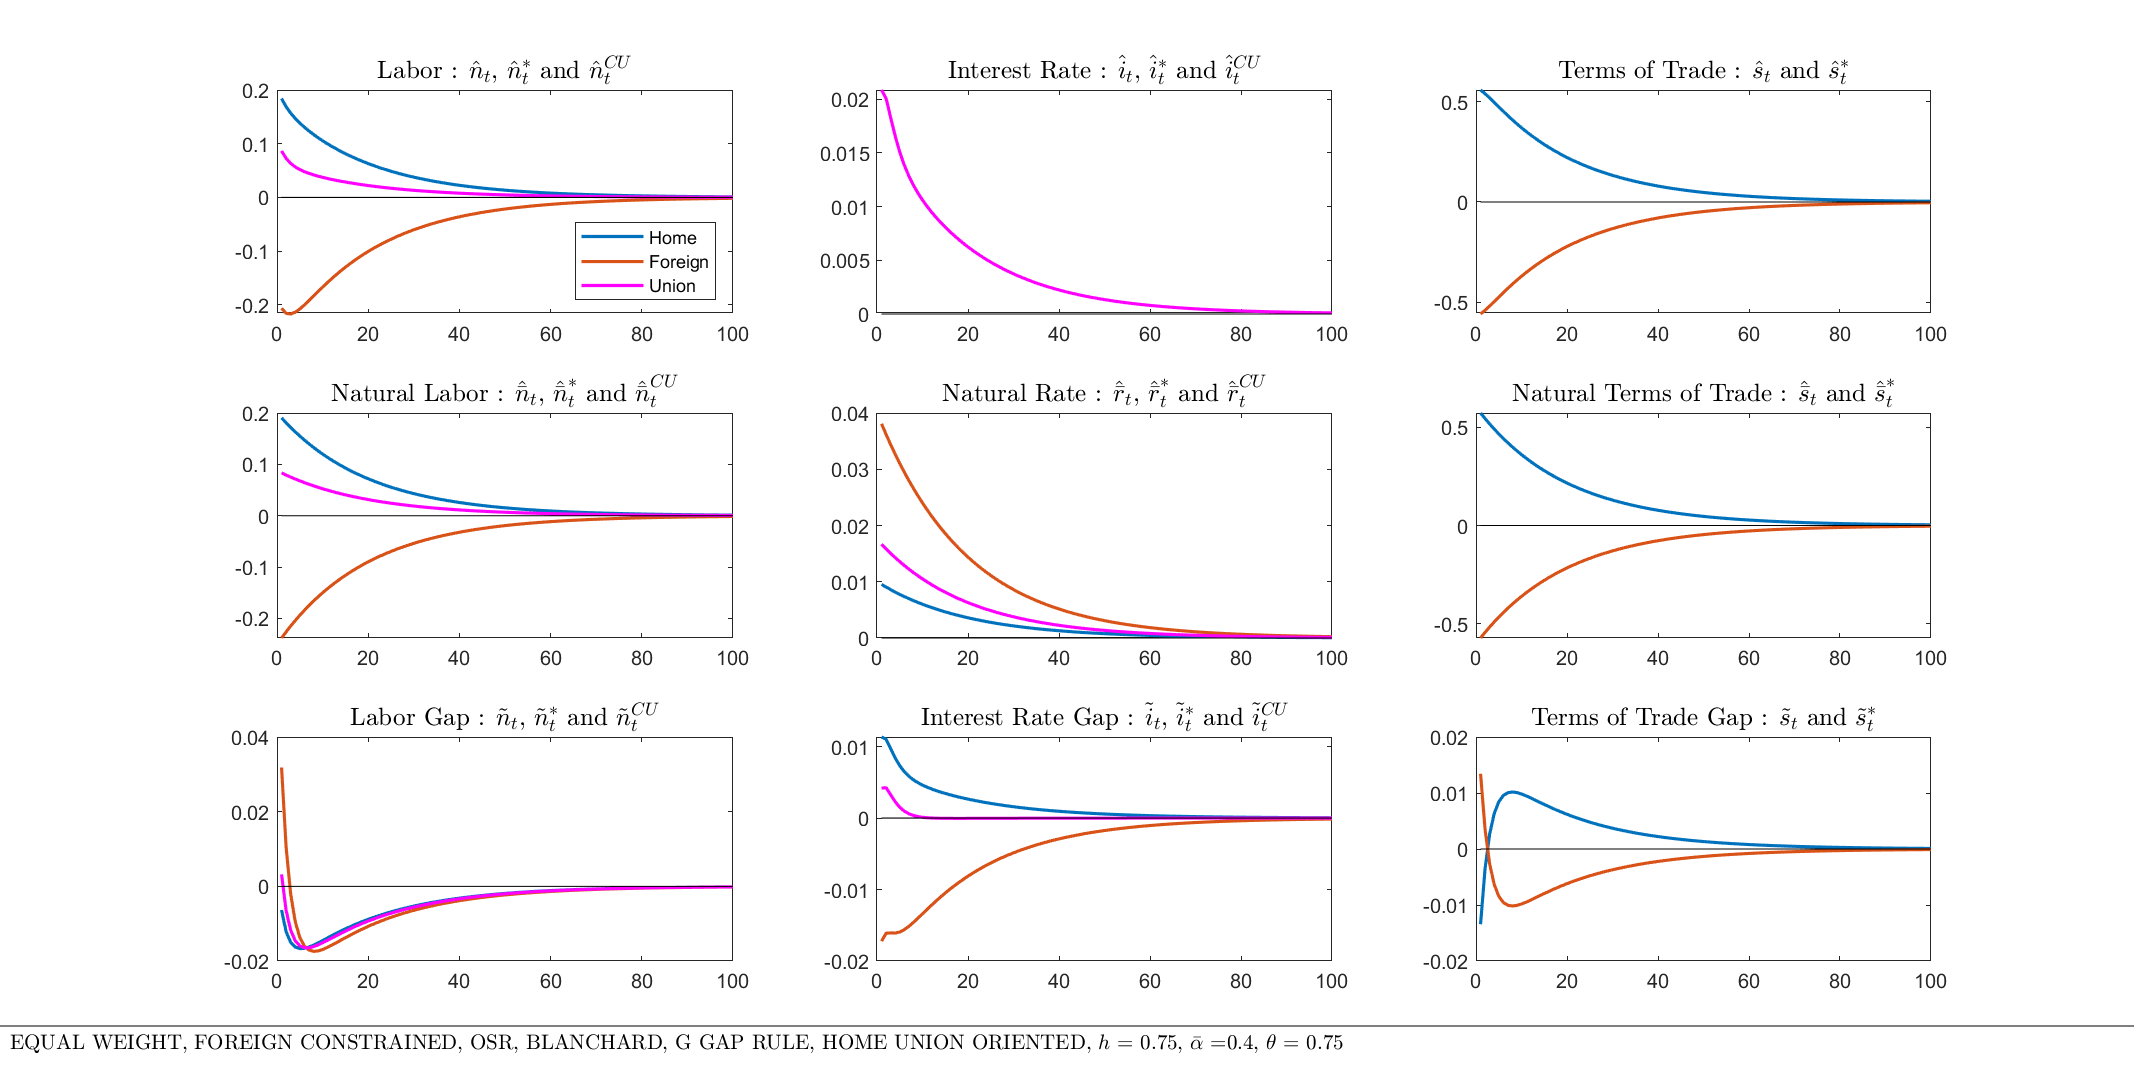 Labor : n̂ₜ, n̂ₜ* and n̂ₜᶜᵁ
0.2
0.1
0
-0.1
-0.2
0 20 40 60 80 100
Home
Foreign
Union
Interest Rate : îₜ, îₜ* and îₜᶜᵁ
0.02
0.015
0.01
0.005
0
0 20 40 60 80 100
Terms of Trade : ŝₜ and ŝₜ*
0.5
0
-0.5
0 20 40 60 80 100
Natural Labor : n̄̂ₜ, n̄̂ₜ* and n̄̂ₜᶜᵁ
0.2
0.1
0
-0.1
-0.2
0 20 40 60 80 100
Natural Rate : r̄̂ₜ, r̄̂ₜ* and r̄̂ₜᶜᵁ
0.04
0.03
0.02
0.01
0
0 20 40 60 80 100
Natural Terms of Trade : s̄̂ₜ and s̄̂ₜ*
0.5
0
-0.5
0 20 40 60 80 100
Labor Gap : ñₜ, ñₜ* and ñₜᶜᵁ
0.04
0.02
0
-0.02
0 20 40 60 80 100
Interest Rate Gap : ĩₜ, ĩₜ* and ĩₜᶜᵁ
0.01
0
-0.01
-0.02
0 20 40 60 80 100
Terms of Trade Gap : s̃ₜ and s̃ₜ*
0.02
0.01
0
-0.01
-0.02
0 20 40 60 80 100
EQUAL WEIGHT, FOREIGN CONSTRAINED, OSR, BLANCHARD, G GAP RULE, HOME UNION ORIENTED, h = 0.75, ᾱ =0.4, θ = 0.75